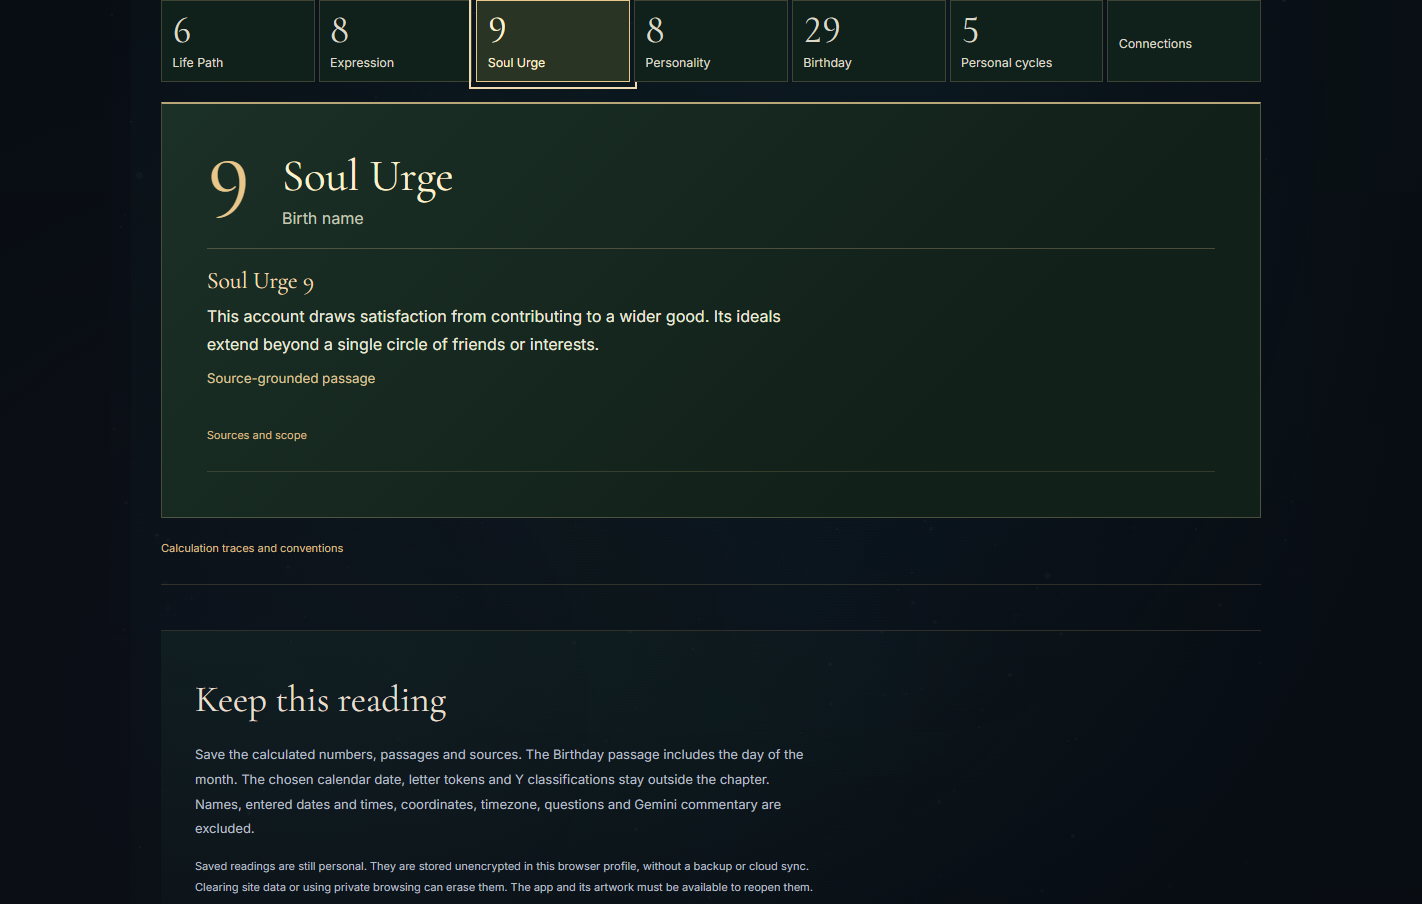 6
Life Path
8
Expression
9
Soul Urge
8
Personality
29
Birthday
5
Personal cycles
Connections
9
Soul Urge
Birth name
Soul Urge 9
This account draws satisfaction from contributing to a wider good. Its ideals
extend beyond a single circle of friends or interests.
Source-grounded passage
Sources and scope
Calculation traces and conventions
Keep this reading
Save the calculated numbers, passages and sources. The Birthday passage includes the day of the
month. The chosen calendar date, letter tokens and Y classifications stay outside the chapter.
Names, entered dates and times, coordinates, timezone, questions and Gemini commentary are
excluded.
Saved readings are still personal. They are stored unencrypted in this browser profile, without a backup or cloud sync.
Clearing site data or using private browsing can erase them. The app and its artwork must be available to reopen them.